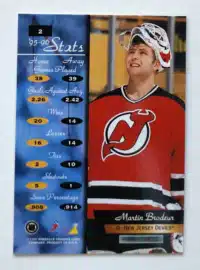 2
95-96 Stats
Home Away
Games Played
38 39
Goals Against Avg.
2.26 2.42
Wins
20 14
Losses
16 14
Ties
2 10
Shutouts
5 1
Save Percentage
.908 .914
Martin Brodeur
G - New Jersey Devils